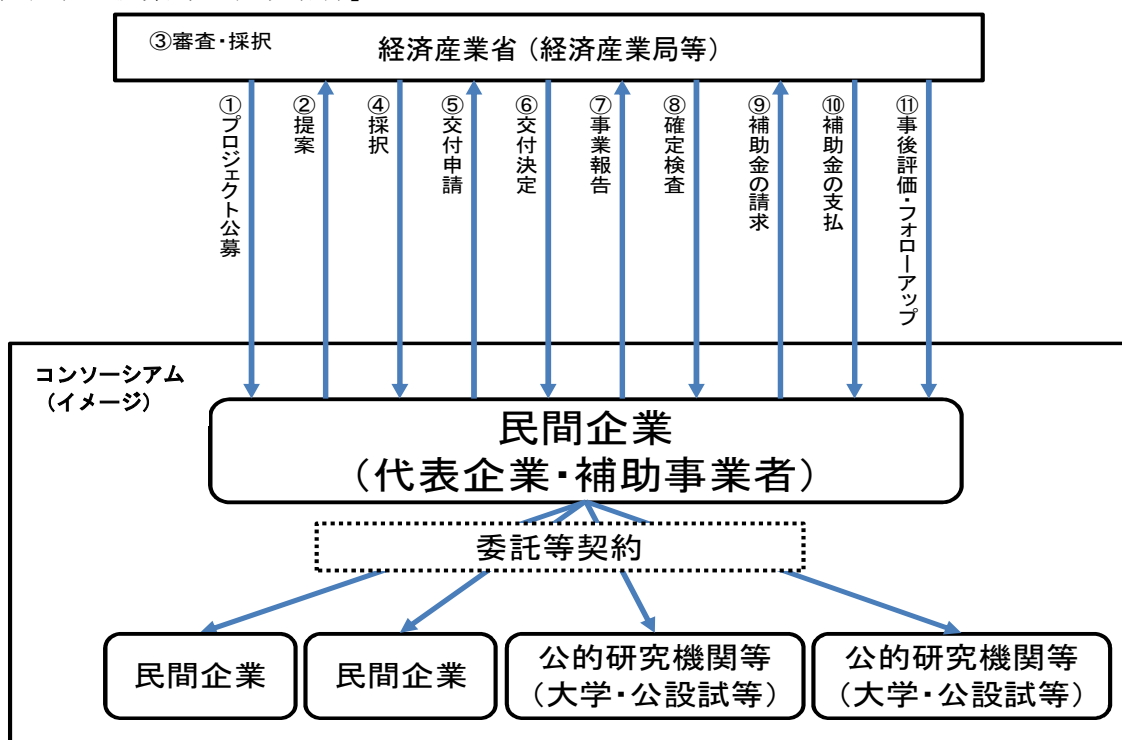 ③審査・採択
経済産業省（経済産業局等）
①プロジェクト公募
②提案
④採択
⑤交付申請
⑥交付決定
⑦事業報告
⑧確定検査
⑨補助金の請求
⑩補助金の支払
⑪事後評価・フォローアップ
コンソーシアム
（イメージ）
民間企業
（代表企業・補助事業者）
委託等契約
民間企業
民間企業
公的研究機関等
（大学・公設試等）
公的研究機関等
（大学・公設試等）